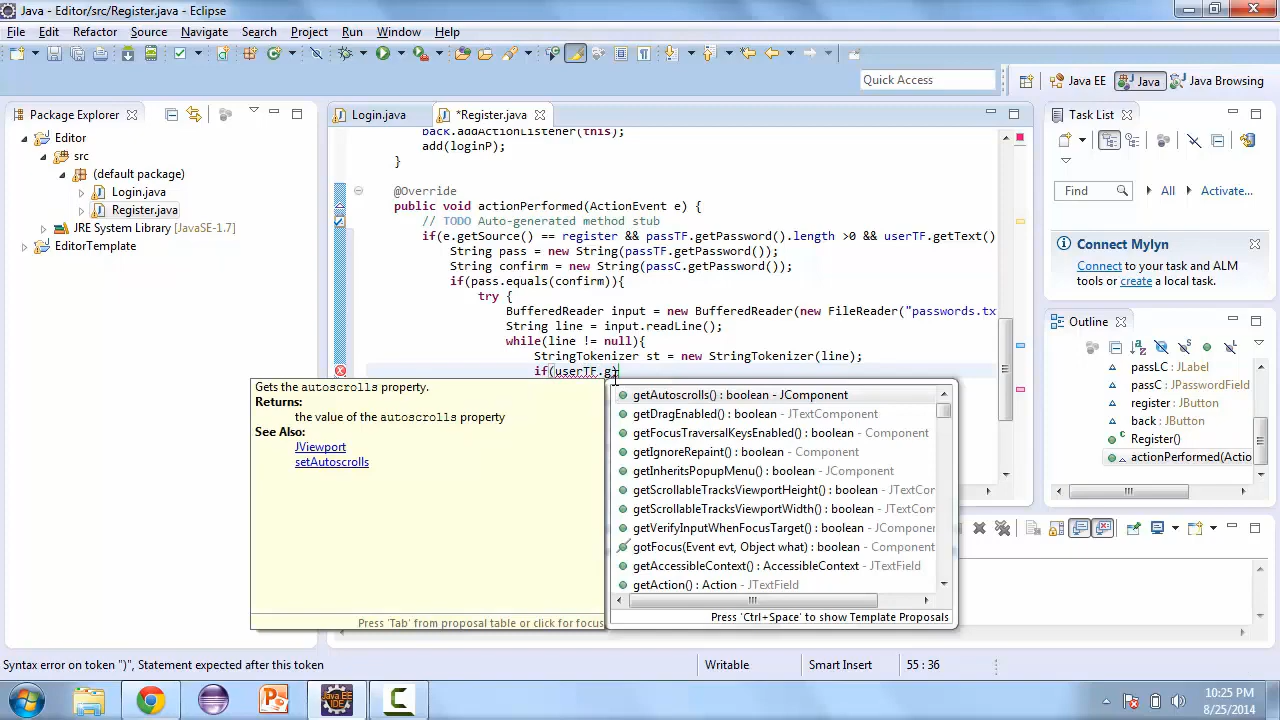 Java - Editor/src/Register.java - Eclipse
File Edit Refactor Source Navigate Search Project Run Window Help
Quick Access
Java EE
Java
Java Browsing
Package Explorer
Login.java
*Register.java
Task List
Editor
src
(default package)
Login.java
Register.java
JRE System Library [JavaSE-1.7]
EditorTemplate
back.addActionListener(this);
add(loginP);
}
@Override
public void actionPerformed(ActionEvent e) {
// TODO Auto-generated method stub
if(e.getSource() == register && passTF.getPassword().length >0 && userTF.getText()
String pass = new String(passTF.getPassword());
String confirm = new String(passC.getPassword());
if(pass.equals(confirm)){
try {
BufferedReader input = new BufferedReader(new FileReader("passwords.tx
String line = input.readLine();
while(line != null){
StringTokenizer st = new StringTokenizer(line);
if(userTF.g)
Find
All
Activate...
Connect Mylyn
Connect to your task and ALM
tools or create a local task.
Outline
passLC : JLabel
passC : JPasswordField
register : JButton
back : JButton
Register()
actionPerformed(Actio
Gets the autoscrolls property.
Returns:
the value of the autoscrolls property
See Also:
JViewport
setAutoscrolls
Press 'Tab' from proposal table or click for focus
getAutoscrolls() : boolean - JComponent
getDragEnabled() : boolean - JTextComponent
getFocusTraversalKeysEnabled() : boolean - Component
getIgnoreRepaint() : boolean - Component
getInheritsPopupMenu() : boolean - JComponent
getScrollableTracksViewportHeight() : boolean - JTextCor
getScrollableTracksViewportWidth() : boolean - JTextCom
getVerifyInputWhenFocusTarget() : boolean - JComponen
gotFocus(Event evt, Object what) : boolean - Component
getAccessibleContext() : AccessibleContext - JTextField
getAction() : Action - JTextField
Press 'Ctrl+Space' to show Template Proposals
Syntax error on token ")", Statement expected after this token
Writable
Smart Insert
55 : 36
Java EE
IDE
10:25 PM
8/25/2014